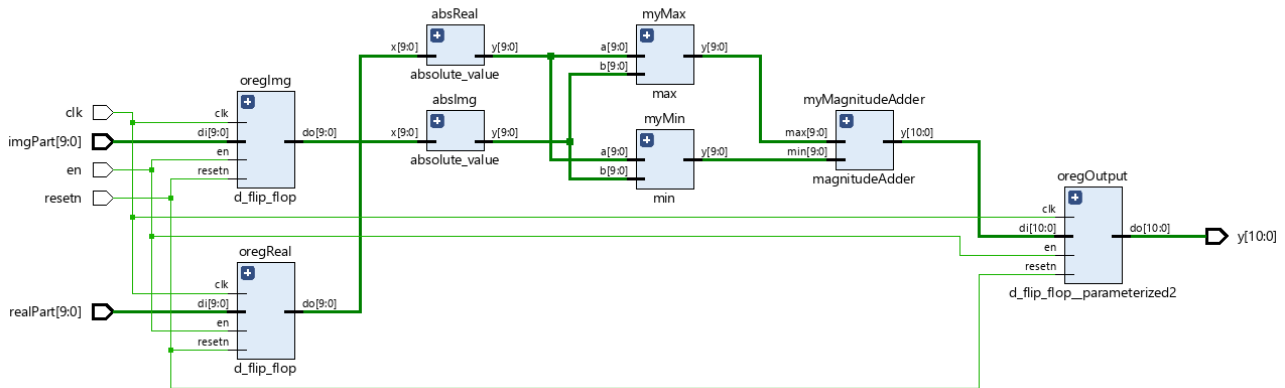 clk
imgPart[9:0]
en
resetn
realPart[9:0]
oregImg
clk
di[9:0]
en
resetn
do[9:0]
d_flip_flop
oregReal
clk
di[9:0]
en
resetn
do[9:0]
d_flip_flop
absReal
x[9:0]
y[9:0]
absolute_value
absImg
x[9:0]
y[9:0]
absolute_value
myMax
a[9:0]
b[9:0]
y[9:0]
max
myMin
a[9:0]
b[9:0]
y[9:0]
min
myMagnitudeAdder
max[9:0]
min[9:0]
y[10:0]
magnitudeAdder
oregOutput
clk
di[10:0]
en
resetn
do[10:0]
d_flip_flop__parameterized2
y[10:0]